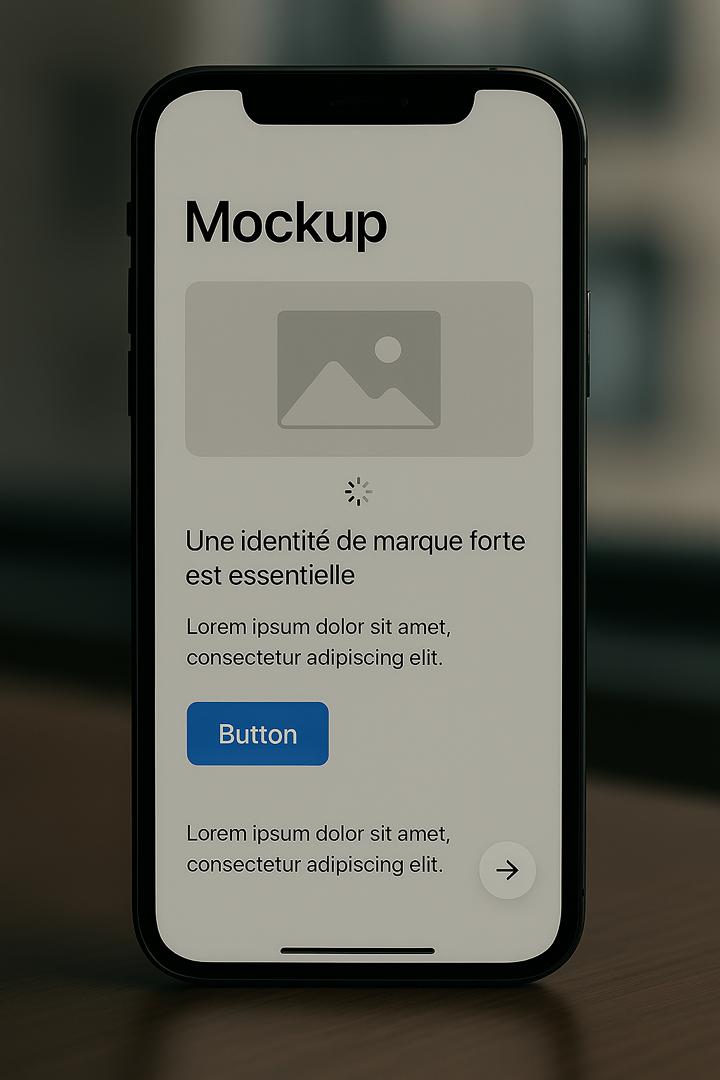 Mockup
Une identité de marque forte
est essentielle
Lorem ipsum dolor sit amet,
consectetur adipiscing elit.
Button
Lorem ipsum dolor sit amet,
consectetur adipiscing elit.